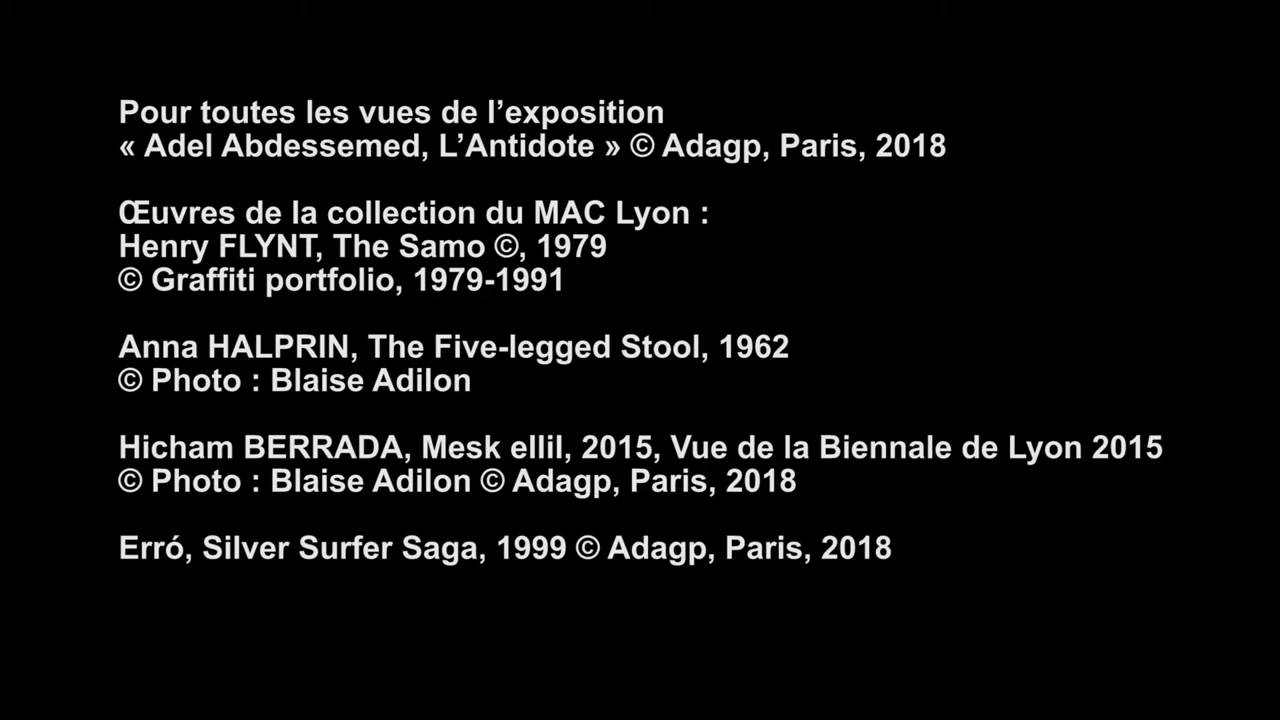 Pour toutes les vues de l’exposition
« Adel Abdessemed, L’Antidote » © Adagp, Paris, 2018
Œuvres de la collection du MAC Lyon :
Henry FLYNT, The Samo ©, 1979
© Graffiti portfolio, 1979-1991
Anna HALPRIN, The Five-legged Stool, 1962
© Photo : Blaise Adilon
Hicham BERRADA, Mesk ellil, 2015, Vue de la Biennale de Lyon 2015
© Photo : Blaise Adilon © Adagp, Paris, 2018
Erró, Silver Surfer Saga, 1999 © Adagp, Paris, 2018